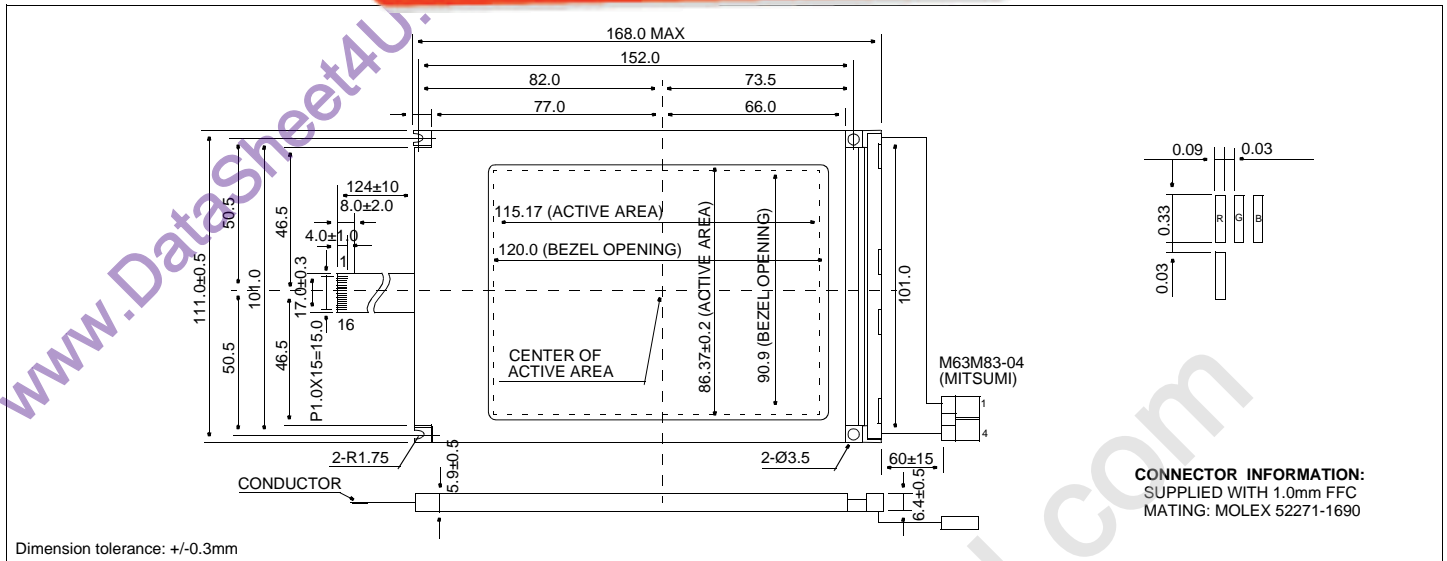 168.0 MAX
152.0
82.0 73.5
77.0 66.0
0.09 0.03
0.33
R G B
0.03
124±10
8.0±2.0
4.0±1.0
1
16
111.0±0.5
50.5
50.5
101.0
46.5
46.5
17.0±0.3
P1.0X15=15.0
115.17 (ACTIVE AREA)
120.0 (BEZEL OPENING)
86.37±0.2 (ACTIVE AREA)
90.9 (BEZEL OPENING)
CENTER OF
ACTIVE AREA
101.0
M63M83-04
(MITSUMI)
1
4
2-R1.75
2-Ø3.5
60±15
5.9±0.5
6.4±0.5
CONDUCTOR
CONNECTOR INFORMATION:
SUPPLIED WITH 1.0mm FFC
MATING: MOLEX 52271-1690
Dimension tolerance: +/-0.3mm
www.DataSheet4U.
com